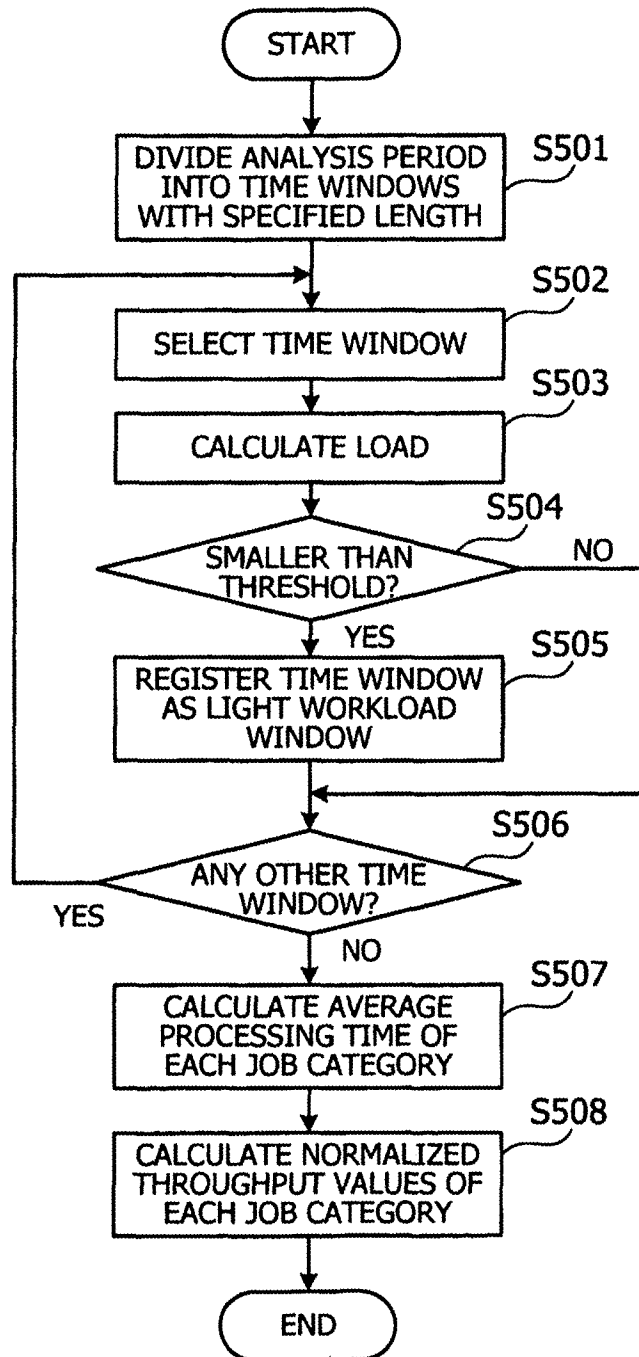 START
DIVIDE ANALYSIS PERIOD
INTO TIME WINDOWS
WITH SPECIFIED LENGTH
S501
SELECT TIME WINDOW
S502
CALCULATE LOAD
S503
SMALLER THAN
THRESHOLD?
S504
NO
YES
REGISTER TIME WINDOW
AS LIGHT WORKLOAD
WINDOW
S505
ANY OTHER TIME
WINDOW?
S506
YES
NO
CALCULATE AVERAGE
PROCESSING TIME OF
EACH JOB CATEGORY
S507
CALCULATE NORMALIZED
THROUGHPUT VALUES OF
EACH JOB CATEGORY
S508
END